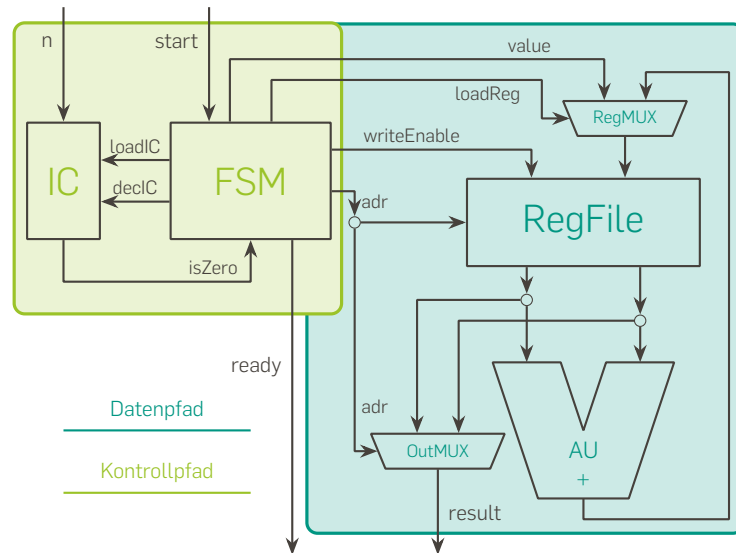 n
start
value
loadReg
RegMUX
writeEnable
loadIC
IC
FSM
decIC
adr
RegFile
isZero
ready
Datenpfad
adr
OutMUX
AU
+
Kontrollpfad
result